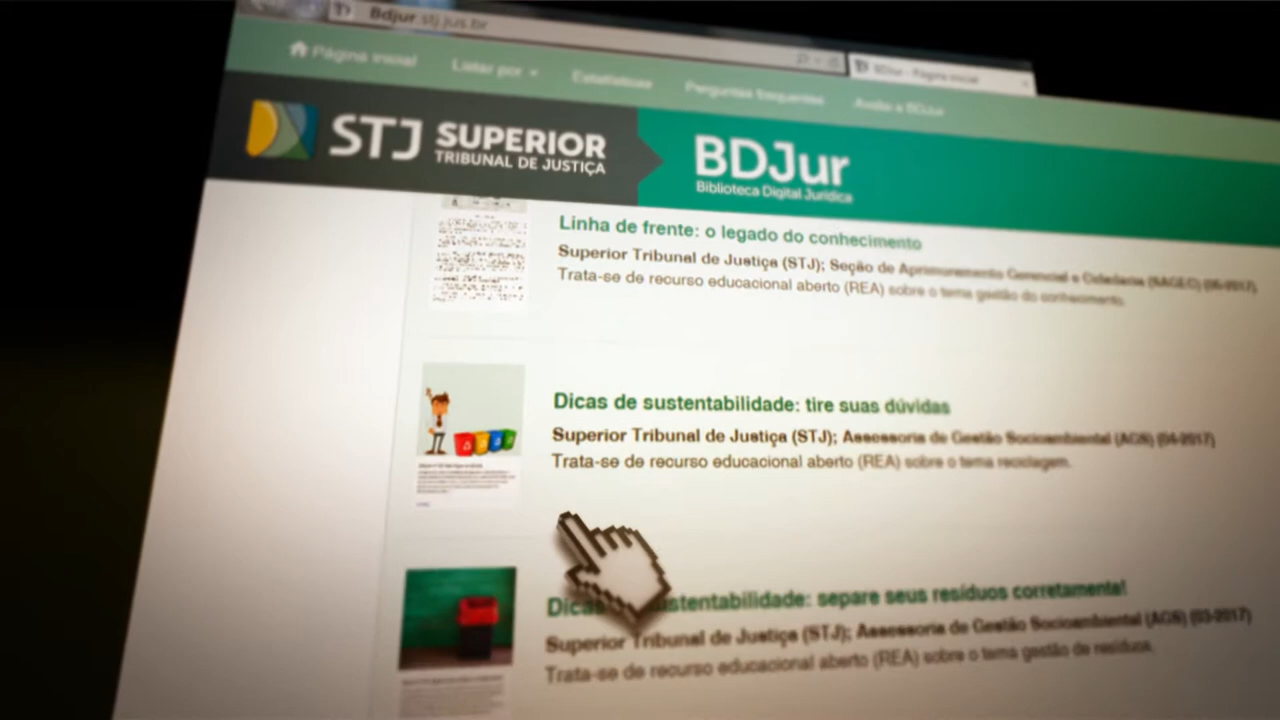 Bdjur.stj.jus.br
BDJur - Página inicial
Página inicial
Listar por
Estatísticas
Perguntas frequentes
Avalie a BDJur
STJ SUPERIOR
TRIBUNAL DE JUSTIÇA
BDJur
Biblioteca Digital Jurídica
Linha de frente: o legado do conhecimento
Superior Tribunal de Justiça (STJ); Seção de Aprimoramento Gerencial e Cidadania (SAGEC) (05-2017)
Trata-se de recurso educacional aberto (REA) sobre o tema gestão do conhecimento.
Dicas de sustentabilidade: tire suas dúvidas
Superior Tribunal de Justiça (STJ); Assessoria de Gestão Socioambiental (AGS) (04-2017)
Trata-se de recurso educacional aberto (REA) sobre o tema reciclagem.
Dicas sustentabilidade: separe seus resíduos corretamente!
Superior Tribunal de Justiça (STJ); Assessoria de Gestão Socioambiental (AGS) (03-2017)
Trata-se de recurso educacional aberto (REA) sobre o tema gestão de resíduos.